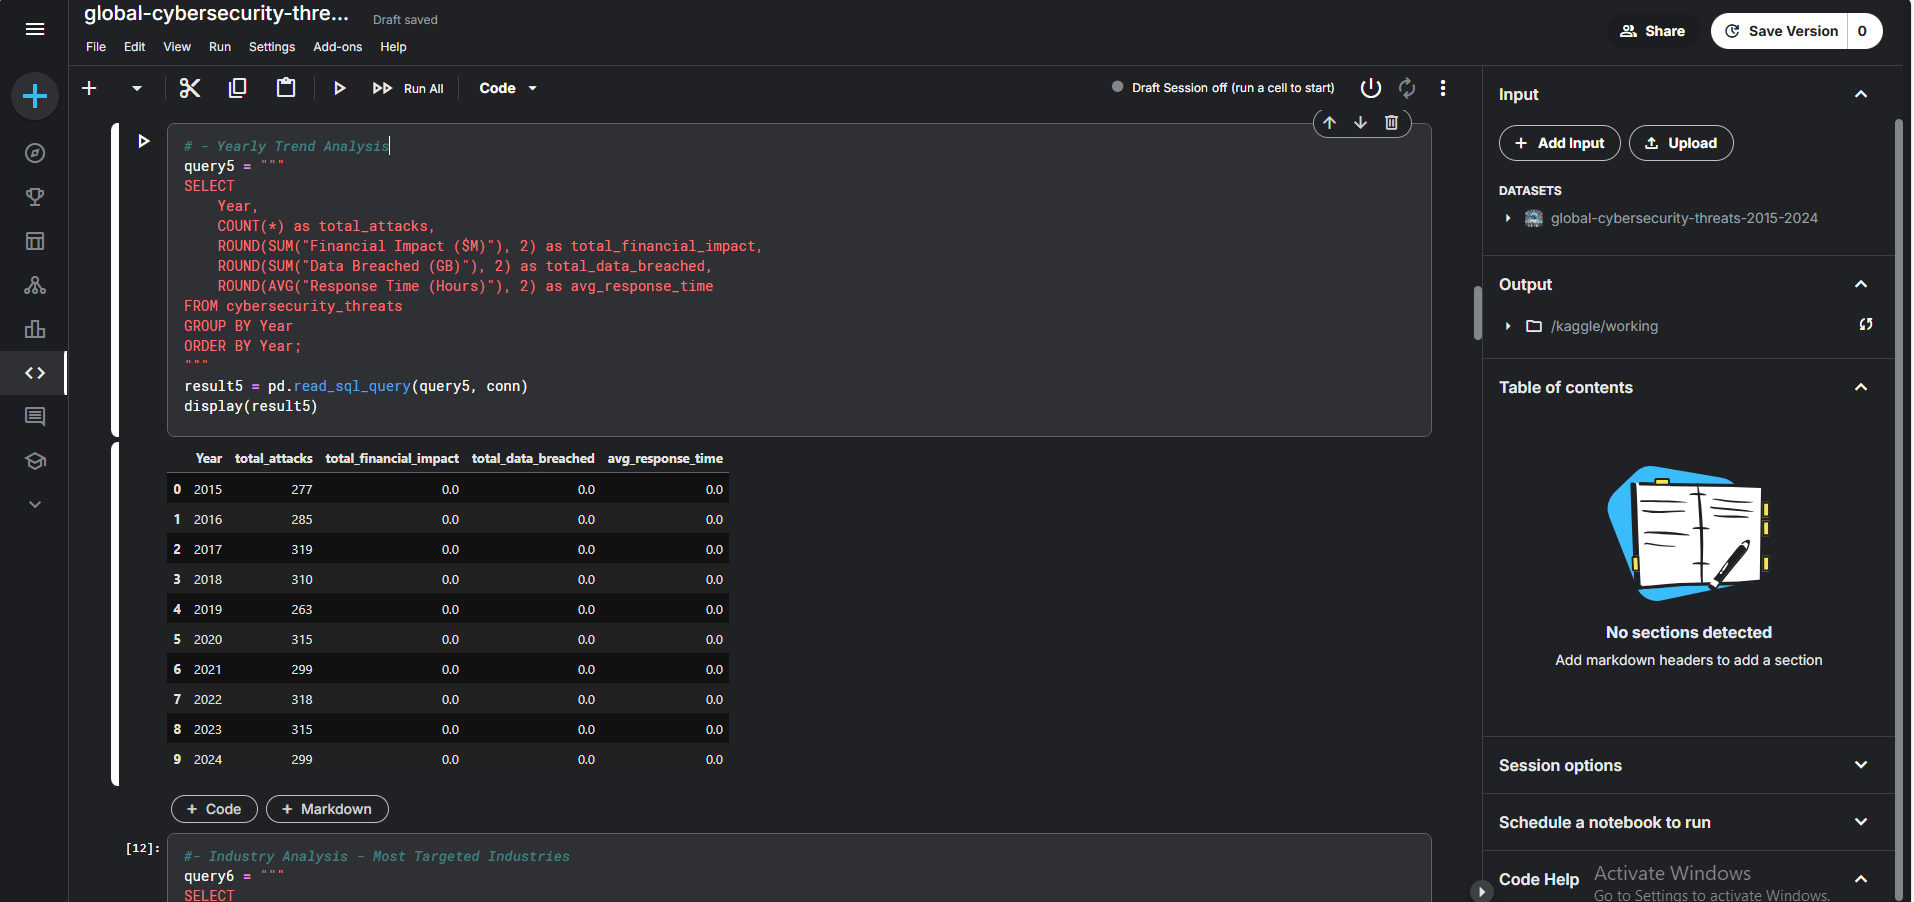 global-cybersecurity-thre...
Draft saved
File Edit View Run Settings Add-ons Help
Share
Save Version 0
Run All
Code
Draft Session off (run a cell to start)
# - Yearly Trend Analysis
query5 = """
SELECT
    Year,
    COUNT(*) as total_attacks,
    ROUND(SUM("Financial Impact ($M)"), 2) as total_financial_impact,
    ROUND(SUM("Data Breached (GB)"), 2) as total_data_breached,
    ROUND(AVG("Response Time (Hours)"), 2) as avg_response_time
FROM cybersecurity_threats
GROUP BY Year
ORDER BY Year;
"""
result5 = pd.read_sql_query(query5, conn)
display(result5)
Year total_attacks total_financial_impact total_data_breached avg_response_time
0 2015 277 0.0 0.0 0.0
1 2016 285 0.0 0.0 0.0
2 2017 319 0.0 0.0 0.0
3 2018 310 0.0 0.0 0.0
4 2019 263 0.0 0.0 0.0
5 2020 315 0.0 0.0 0.0
6 2021 299 0.0 0.0 0.0
7 2022 318 0.0 0.0 0.0
8 2023 315 0.0 0.0 0.0
9 2024 299 0.0 0.0 0.0
+ Code + Markdown
[12]:
#- Industry Analysis - Most Targeted Industries
query6 = """
SELECT
Input
+ Add Input
Upload
DATASETS
global-cybersecurity-threats-2015-2024
Output
/kaggle/working
Table of contents
No sections detected
Add markdown headers to add a section
Session options
Schedule a notebook to run
Code Help
Activate Windows
Go to Settings to activate Windows.